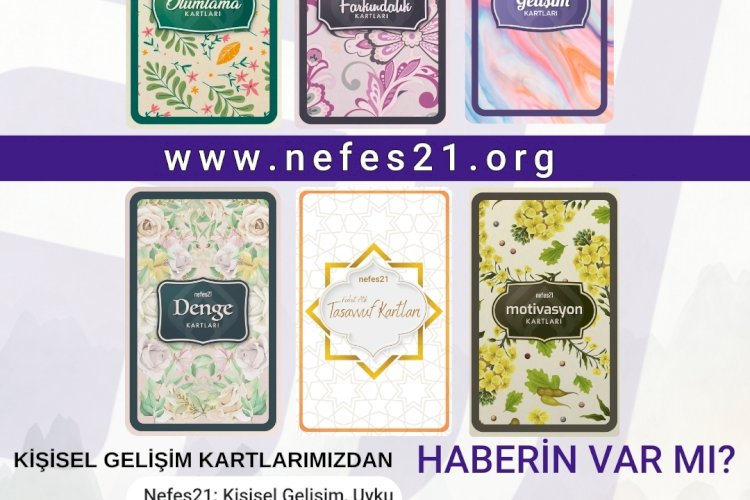 Olumlama
KARTLARI
Farkındalık
KARTLARI
Gelişim
KARTLARI
www.nefes21.org
nefes21
Denge
KARTLARI
nefes21
Tasavvuf Kartları
nefes21
motivasyon
KARTLARI
KİŞİSEL GELİŞİM KARTLARIMIZDAN
HABERİN VAR MI?
Nefes21: Kişisel Gelişim, Uyku